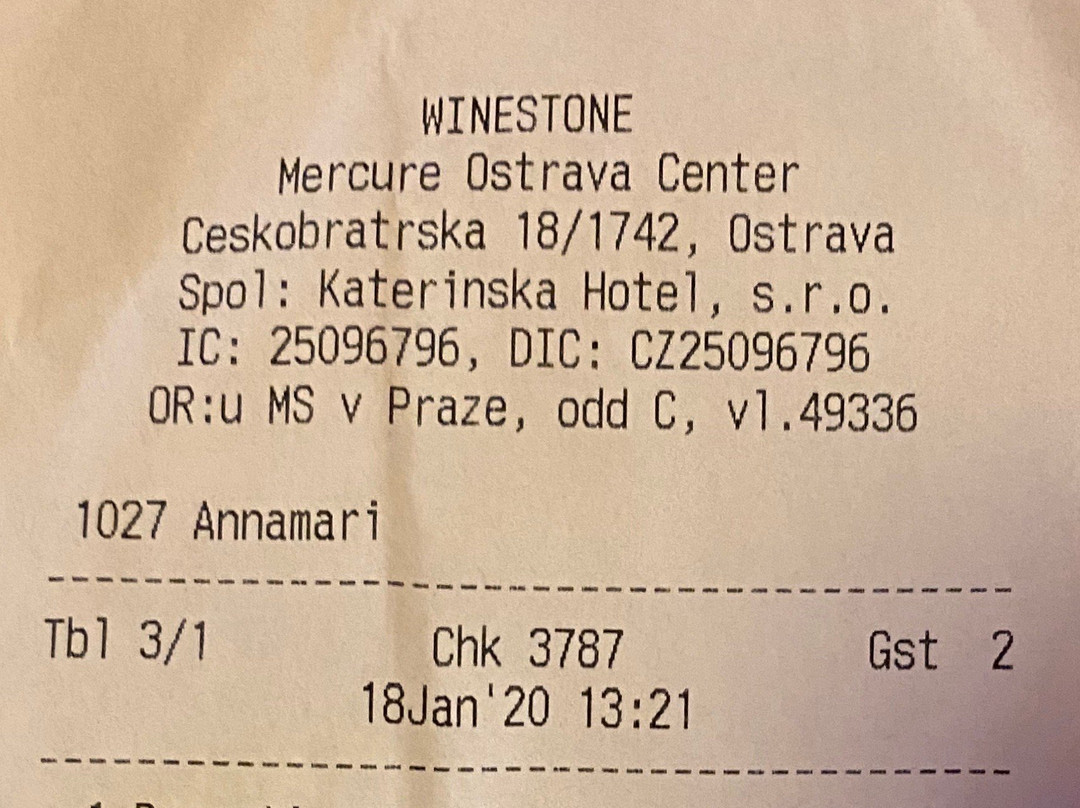 WINESTONE
Mercure Ostrava Center
Ceskobratrska 18/1742, Ostrava
Spol: Katerinska Hotel, s.r.o.
IC: 25096796, DIC: CZ25096796
OR:u MS v Praze, odd C, vl.49336
1027 Annamari
Tbl 3/1 Chk 3787 Gst 2
18Jan'20 13:21